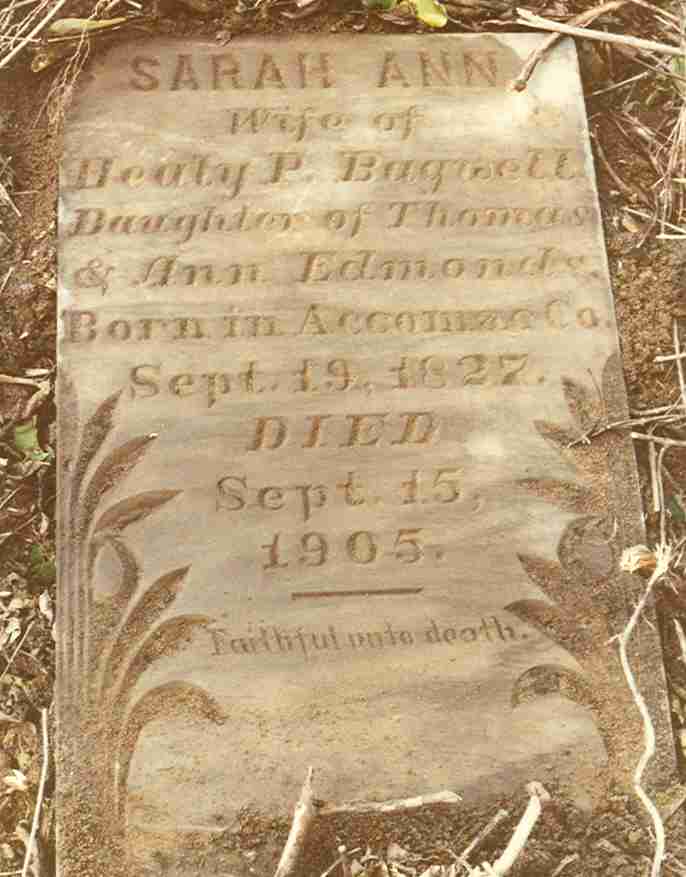 SARAH ANN
Wife of
Healy P. Bagwell.
Daughter of Thomas
& Ann Edmonds.
Born in Accomac Co.
Sept. 19, 1827.
DIED
Sept. 15,
1905.
Faithful unto death.